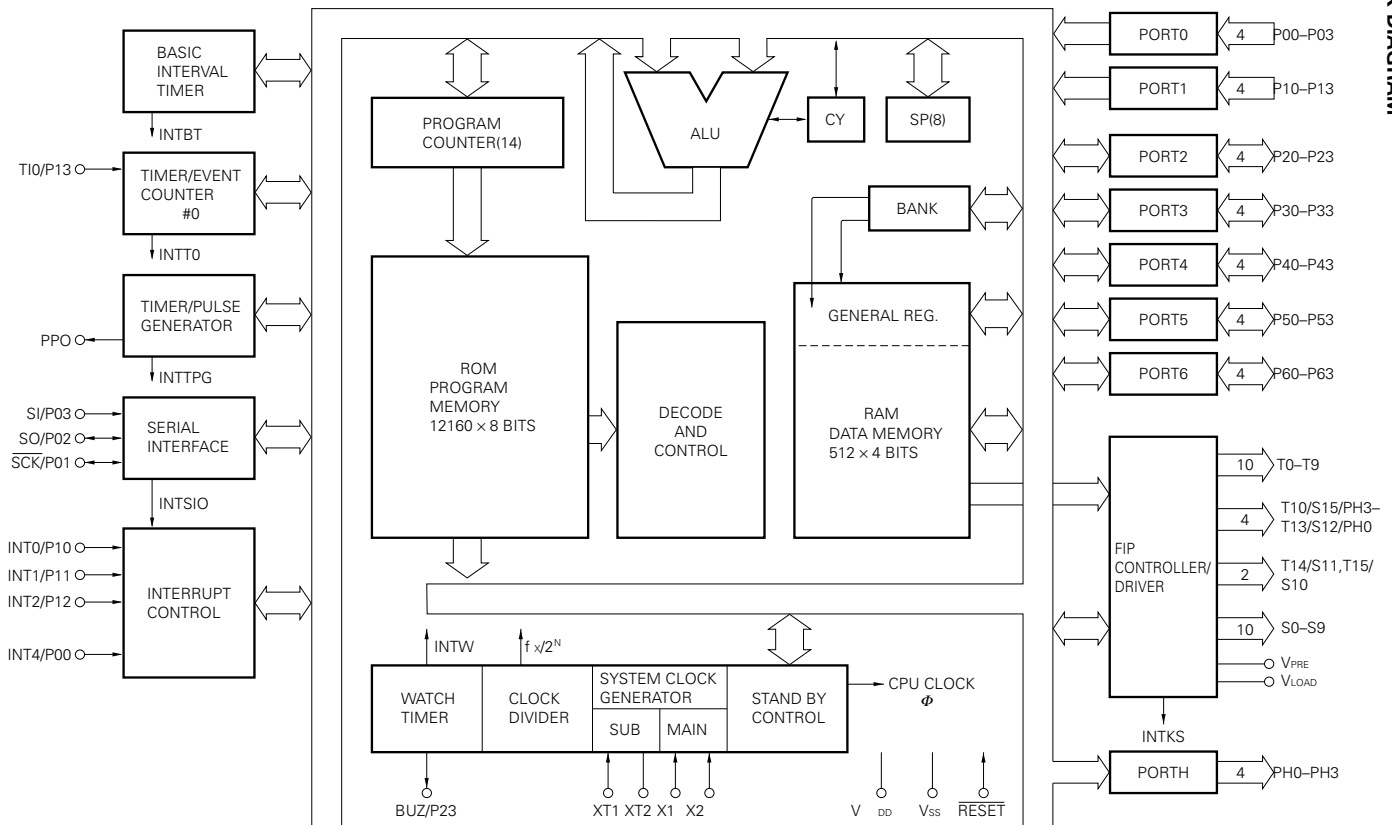 BASIC
INTERVAL
TIMER
INTBT
TI0/P13
TIMER/EVENT
COUNTER
#0
INTT0
TIMER/PULSE
GENERATOR
PPO
INTTPG
SI/P03
SO/P02
SCK/P01
SERIAL
INTERFACE
INTSIO
INT0/P10
INT1/P11
INT2/P12
INT4/P00
INTERRUPT
CONTROL
PROGRAM
COUNTER(14)
ALU
CY
SP(8)
BANK
ROM
PROGRAM
MEMORY
12160 × 8 BITS
DECODE
AND
CONTROL
GENERAL REG.
RAM
DATA MEMORY
512 × 4 BITS
INTW
f x/2N
WATCH
TIMER
CLOCK
DIVIDER
SYSTEM CLOCK
GENERATOR
SUB
MAIN
STAND BY
CONTROL
CPU CLOCK
Φ
BUZ/P23
XT1 XT2 X1 X2
V DD
VSS
RESET
PORT0 4 P00–P03
PORT1 4 P10–P13
PORT2 4 P20–P23
PORT3 4 P30–P33
PORT4 4 P40–P43
PORT5 4 P50–P53
PORT6 4 P60–P63
FIP
CONTROLLER/
DRIVER
10 T0–T9
4 T10/S15/PH3–
T13/S12/PH0
2 T14/S11,T15/
S10
10 S0–S9
VPRE
VLOAD
INTKS
PORTH 4 PH0–PH3